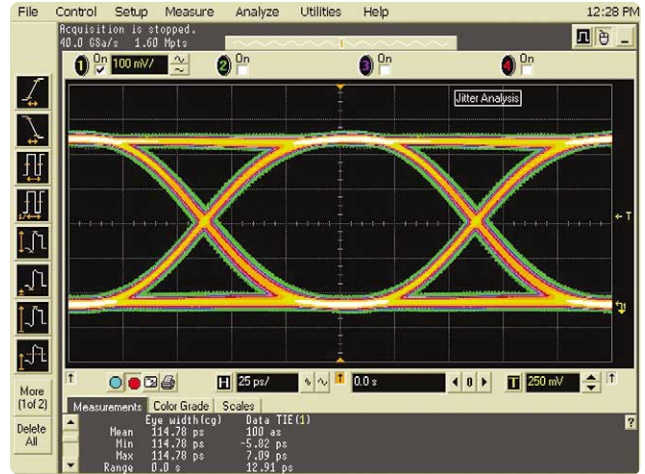 File Control Setup Measure Analyze Utilities Help 12:28 PM
Acquisition is stopped.
40.0 GSa/s 1.60 Mpts
1 On 100 mV/ 2 On 3 On 4 On
Jitter Analysis
T
More
(1of 2)
Delete
All
H 25 ps/ 0.0 s 0 T 250 mV
Measurements Color Grade Scales
Eye width(cg) Data TIE(1)
Mean 114.78 ps 100 as
Min 114.78 ps -5.82 ps
Max 114.78 ps 7.09 ps
Range 0.0 s 12.91 ps
?